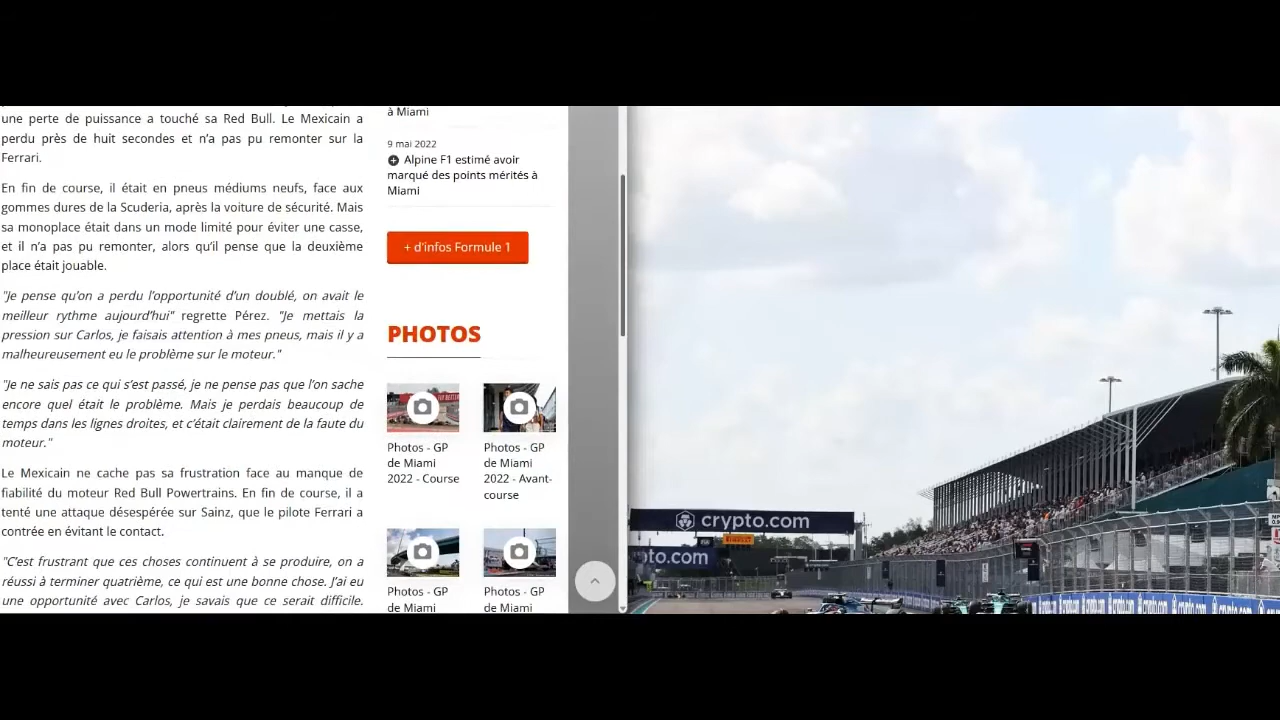 une perte de puissance a touché sa Red Bull. Le Mexicain a
perdu près de huit secondes et n'a pas pu remonter sur la
Ferrari.
En fin de course, il était en pneus médiums neufs, face aux
gommes dures de la Scuderia, après la voiture de sécurité. Mais
sa monoplace était dans un mode limité pour éviter une casse,
et il n'a pas pu remonter, alors qu'il pense que la deuxième
place était jouable.
"Je pense qu'on a perdu l'opportunité d'un doublé, on avait le
meilleur rythme aujourd'hui" regrette Pérez. "Je mettais la
pression sur Carlos, je faisais attention à mes pneus, mais il y a
malheureusement eu le problème sur le moteur."
"Je ne sais pas ce qui s'est passé, je ne pense pas que l'on sache
encore quel était le problème. Mais je perdais beaucoup de
temps dans les lignes droites, et c'était clairement de la faute du
moteur."
Le Mexicain ne cache pas sa frustration face au manque de
fiabilité du moteur Red Bull Powertrains. En fin de course, il a
tenté une attaque désespérée sur Sainz, que le pilote Ferrari a
contrée en évitant le contact.
"C'est frustrant que ces choses continuent à se produire, on a
réussi à terminer quatrième, ce qui est une bonne chose. J'ai eu
une opportunité avec Carlos, je savais que ce serait difficile.
à Miami
9 mai 2022
Alpine F1 estimé avoir
marqué des points mérités à
Miami
+ d'infos Formule 1
PHOTOS
Photos - GP
de Miami
2022 - Course
Photos - GP
de Miami
2022 - Avant-
course
Photos - GP
de Miami
Photos - GP
de Miami
crypto.com
pto.com
PIRELLI
crypto.com
crypto.com